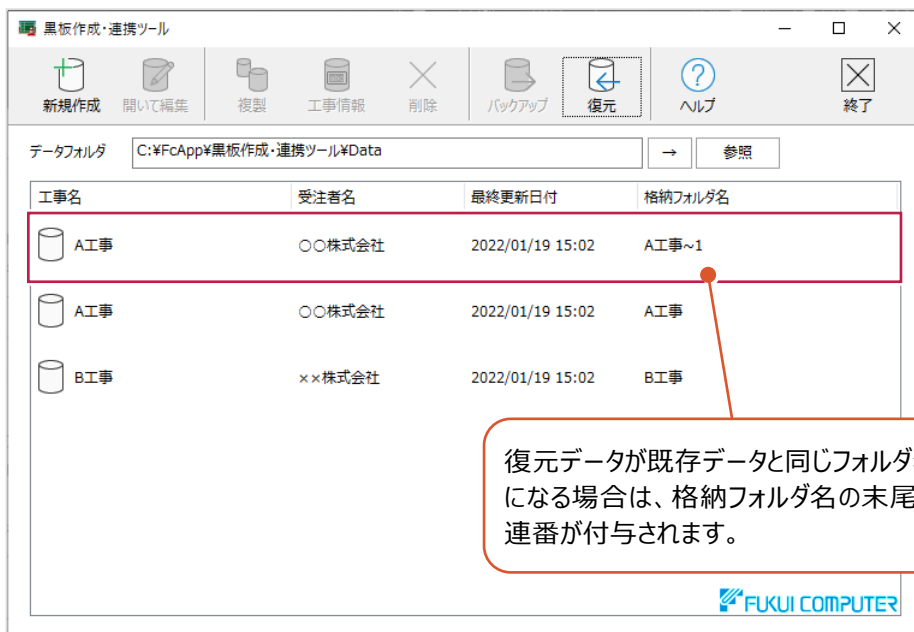 黒板作成・連携ツール
新規作成 開いて編集 複製 工事情報 削除 バックアップ 復元 ヘルプ 終了
データフォルダ C:¥FcApp¥黒板作成・連携ツール¥Data → 参照
工事名 受注者名 最終更新日付 格納フォルダ名
A工事 ○○株式会社 2022/01/19 15:02 A工事~1
A工事 ○○株式会社 2022/01/19 15:02 A工事
B工事 ××株式会社 2022/01/19 15:02 B工事
復元データが既存データと同じフォルダ
になる場合は、格納フォルダ名の末尾
連番が付与されます。
FUKUI COMPUTER